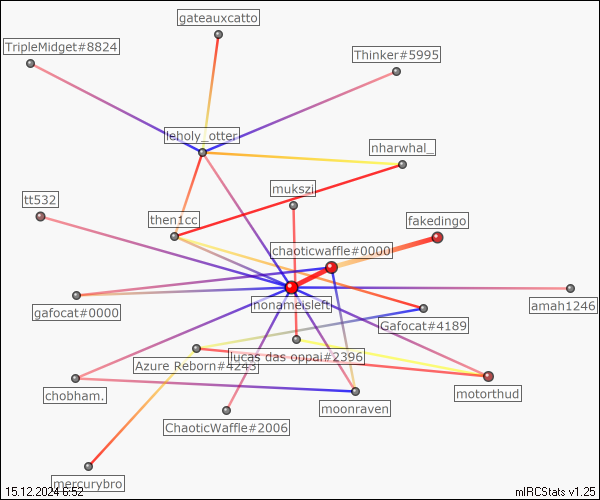 gateauxcatto
TripleMidget#8824
Thinker#5995
leholy_otter
nharwhal_
mukszi
tt532
then1cc
fakedingo
chaoticwaffle#0000
nonameisleft
amah1246
gafocat#0000
Gafocat#4189
lucas das oppai#2396
Azure Reborn#4243
motorthud
chobham.
moonraven
ChaoticWaffle#2006
mercurybro
15.12.2024 6:52
mIRCStats v1.25